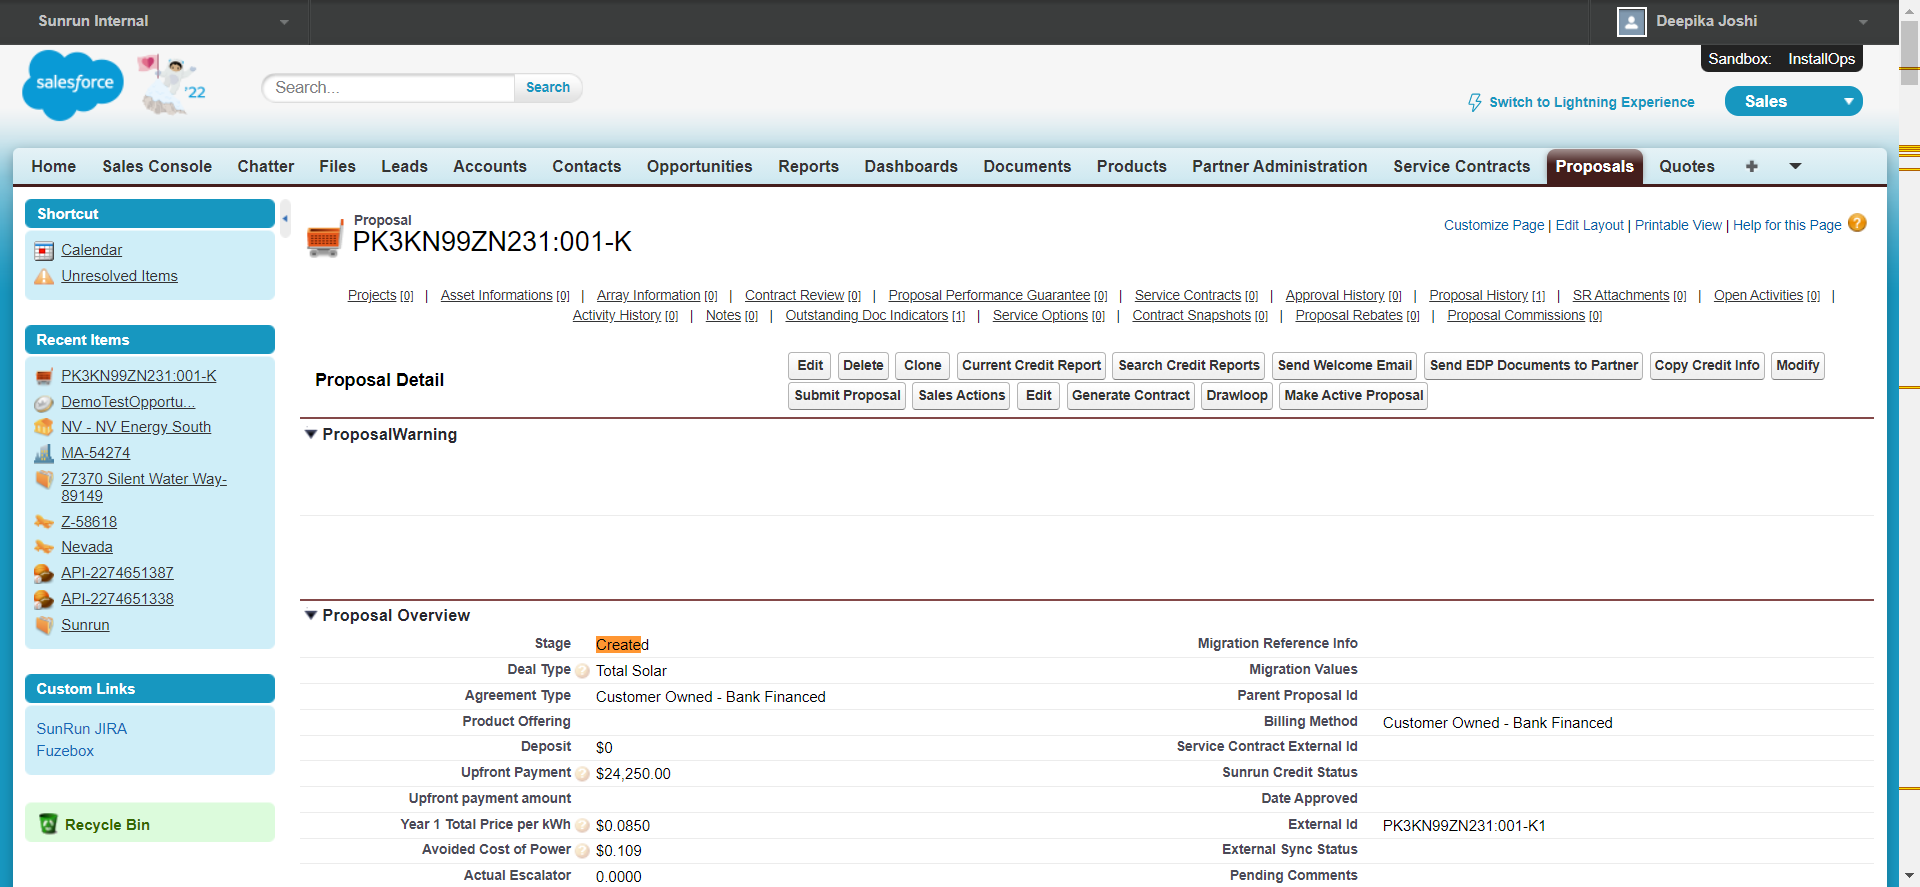 Sunrun Internal
Deepika Joshi
Sandbox: InstallOps
salesforce
'22
Search...
Search
Switch to Lightning Experience
Sales
Home Sales Console Chatter Files Leads Accounts Contacts Opportunities Reports Dashboards Documents Products Partner Administration Service Contracts Proposals Quotes +
Shortcut
Calendar
Unresolved Items
Recent Items
PK3KN99ZN231:001-K
DemoTestOpportu...
NV - NV Energy South
MA-54274
27370 Silent Water Way-
89149
Z-58618
Nevada
API-2274651387
API-2274651338
Sunrun
Custom Links
SunRun JIRA
Fuzebox
Recycle Bin
Proposal
PK3KN99ZN231:001-K
Customize Page | Edit Layout | Printable View | Help for this Page ?
Projects [0] | Asset Informations [0] | Array Information [0] | Contract Review [0] | Proposal Performance Guarantee [0] | Service Contracts [0] | Approval History [0] | Proposal History [1] | SR Attachments [0] | Open Activities [0] |
Activity History [0] | Notes [0] | Outstanding Doc Indicators [1] | Service Options [0] | Contract Snapshots [0] | Proposal Rebates [0] | Proposal Commissions [0]
Proposal Detail
Edit Delete Clone Current Credit Report Search Credit Reports Send Welcome Email Send EDP Documents to Partner Copy Credit Info Modify
Submit Proposal Sales Actions Edit Generate Contract Drawloop Make Active Proposal
ProposalWarning
Proposal Overview
Stage Created Migration Reference Info
Deal Type ? Total Solar Migration Values
Agreement Type Customer Owned - Bank Financed Parent Proposal Id
Product Offering Billing Method Customer Owned - Bank Financed
Deposit $0 Service Contract External Id
Upfront Payment ? $24,250.00 Sunrun Credit Status
Upfront payment amount Date Approved
Year 1 Total Price per kWh ? $0.0850 External Id PK3KN99ZN231:001-K1
Avoided Cost of Power ? $0.109 External Sync Status
Actual Escalator 0.0000 Pending Comments